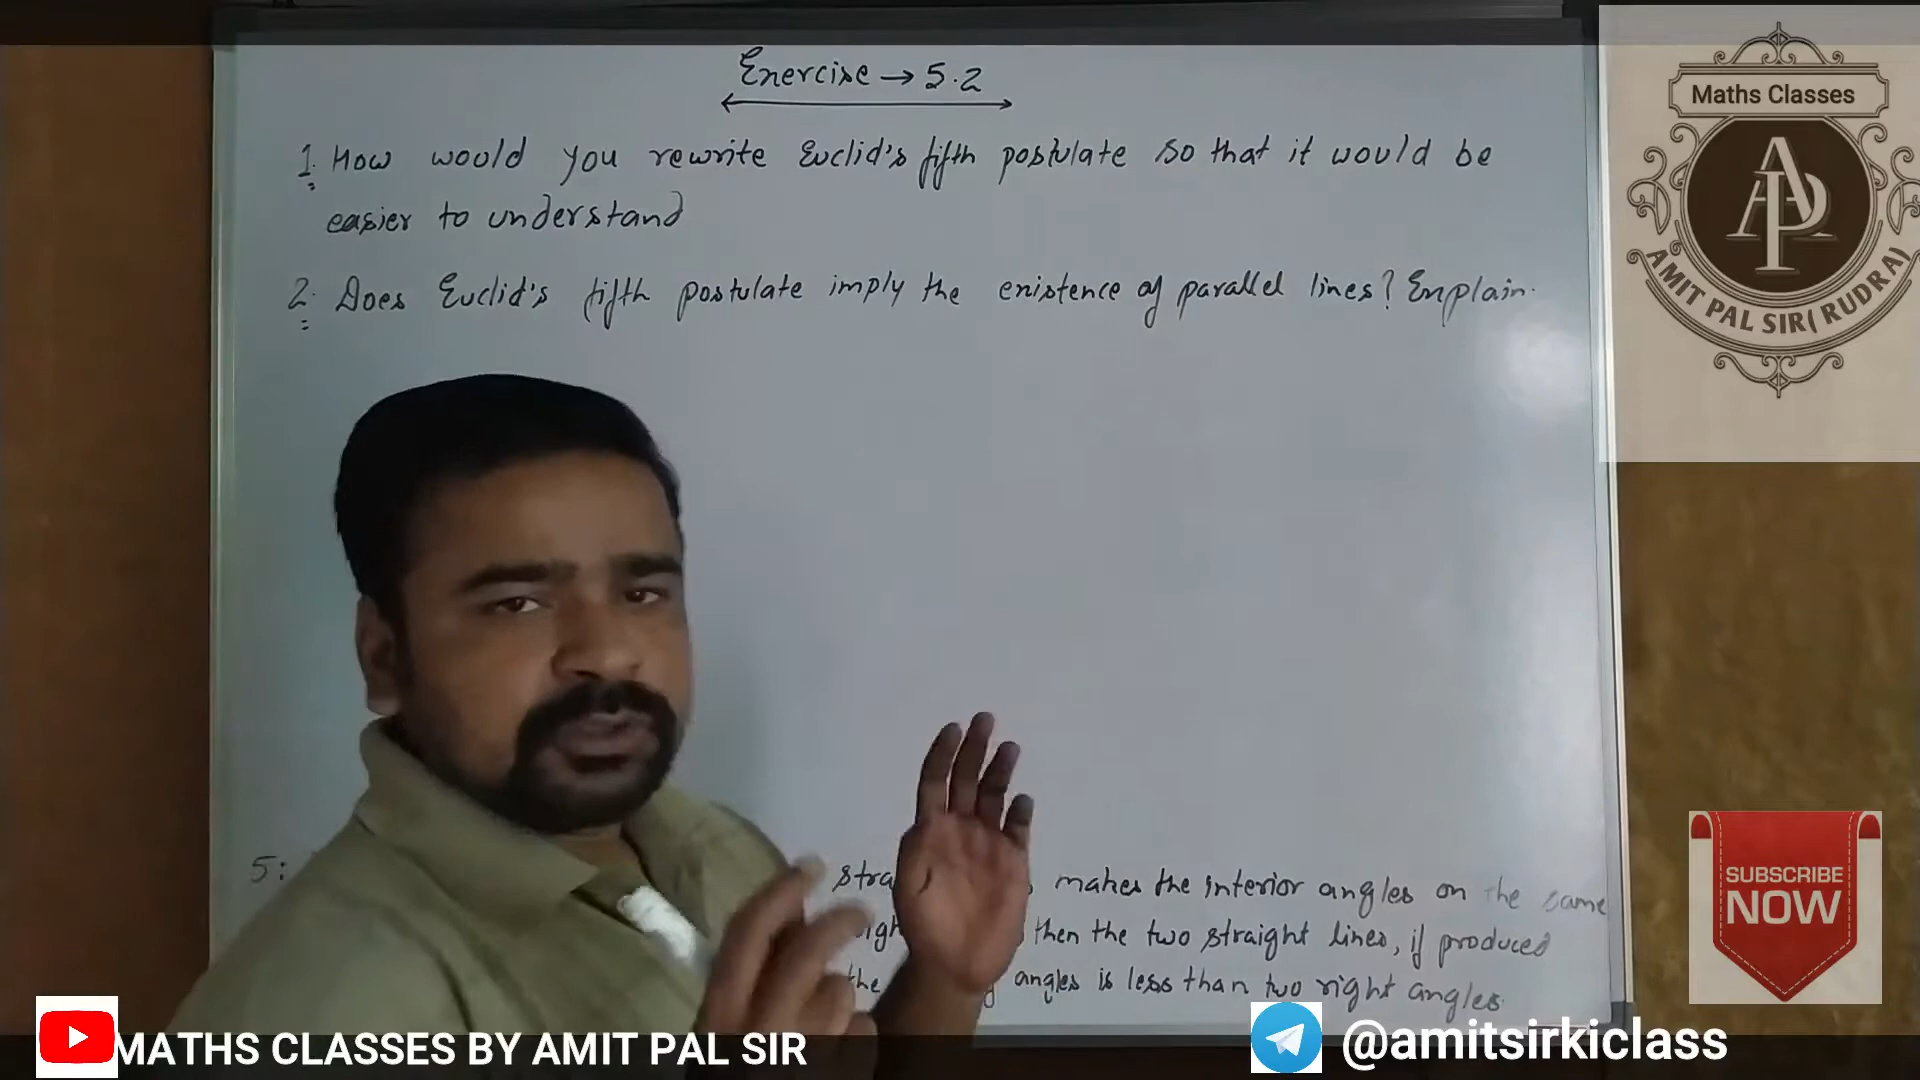 Exercise → 5.2
1. How would you rewrite Euclid's fifth postulate so that it would be
easier to understand
2. Does Euclid's fifth postulate imply the existence of parallel lines? Explain.
5:
makes the interior angles on the same
then the two straight lines, if produced
the angles is less than two right angles.
Maths Classes
AP
AMIT PAL SIR( RUDRA)
SUBSCRIBE
NOW
MATHS CLASSES BY AMIT PAL SIR
@amitsirkiclass